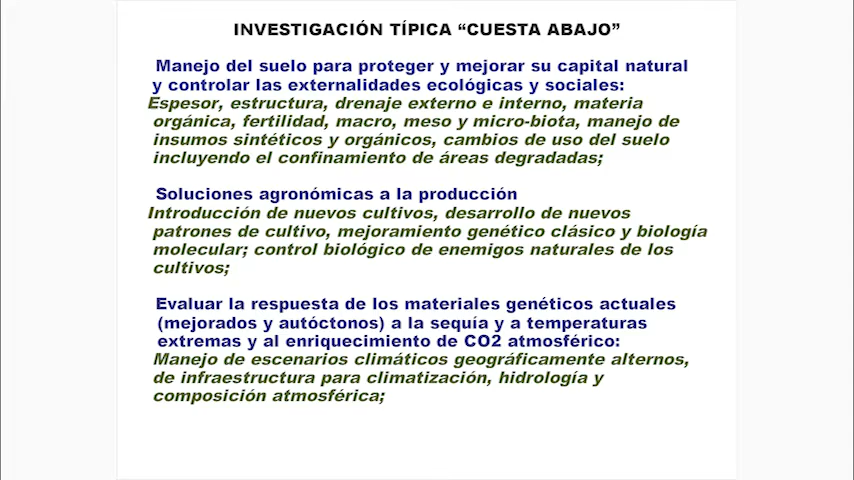 INVESTIGACIÓN TÍPICA “CUESTA ABAJO”
Manejo del suelo para proteger y mejorar su capital natural
y controlar las externalidades ecológicas y sociales:
Espesor, estructura, drenaje externo e interno, materia
orgánica, fertilidad, macro, meso y micro-biota, manejo de
insumos sintéticos y orgánicos, cambios de uso del suelo
incluyendo el confinamiento de áreas degradadas;
Soluciones agronómicas a la producción
Introducción de nuevos cultivos, desarrollo de nuevos
patrones de cultivo, mejoramiento genético clásico y biología
molecular; control biológico de enemigos naturales de los
cultivos;
Evaluar la respuesta de los materiales genéticos actuales
(mejorados y autóctonos) a la sequía y a temperaturas
extremas y al enriquecimiento de CO2 atmosférico:
Manejo de escenarios climáticos geográficamente alternos,
de infraestructura para climatización, hidrología y
composición atmosférica;